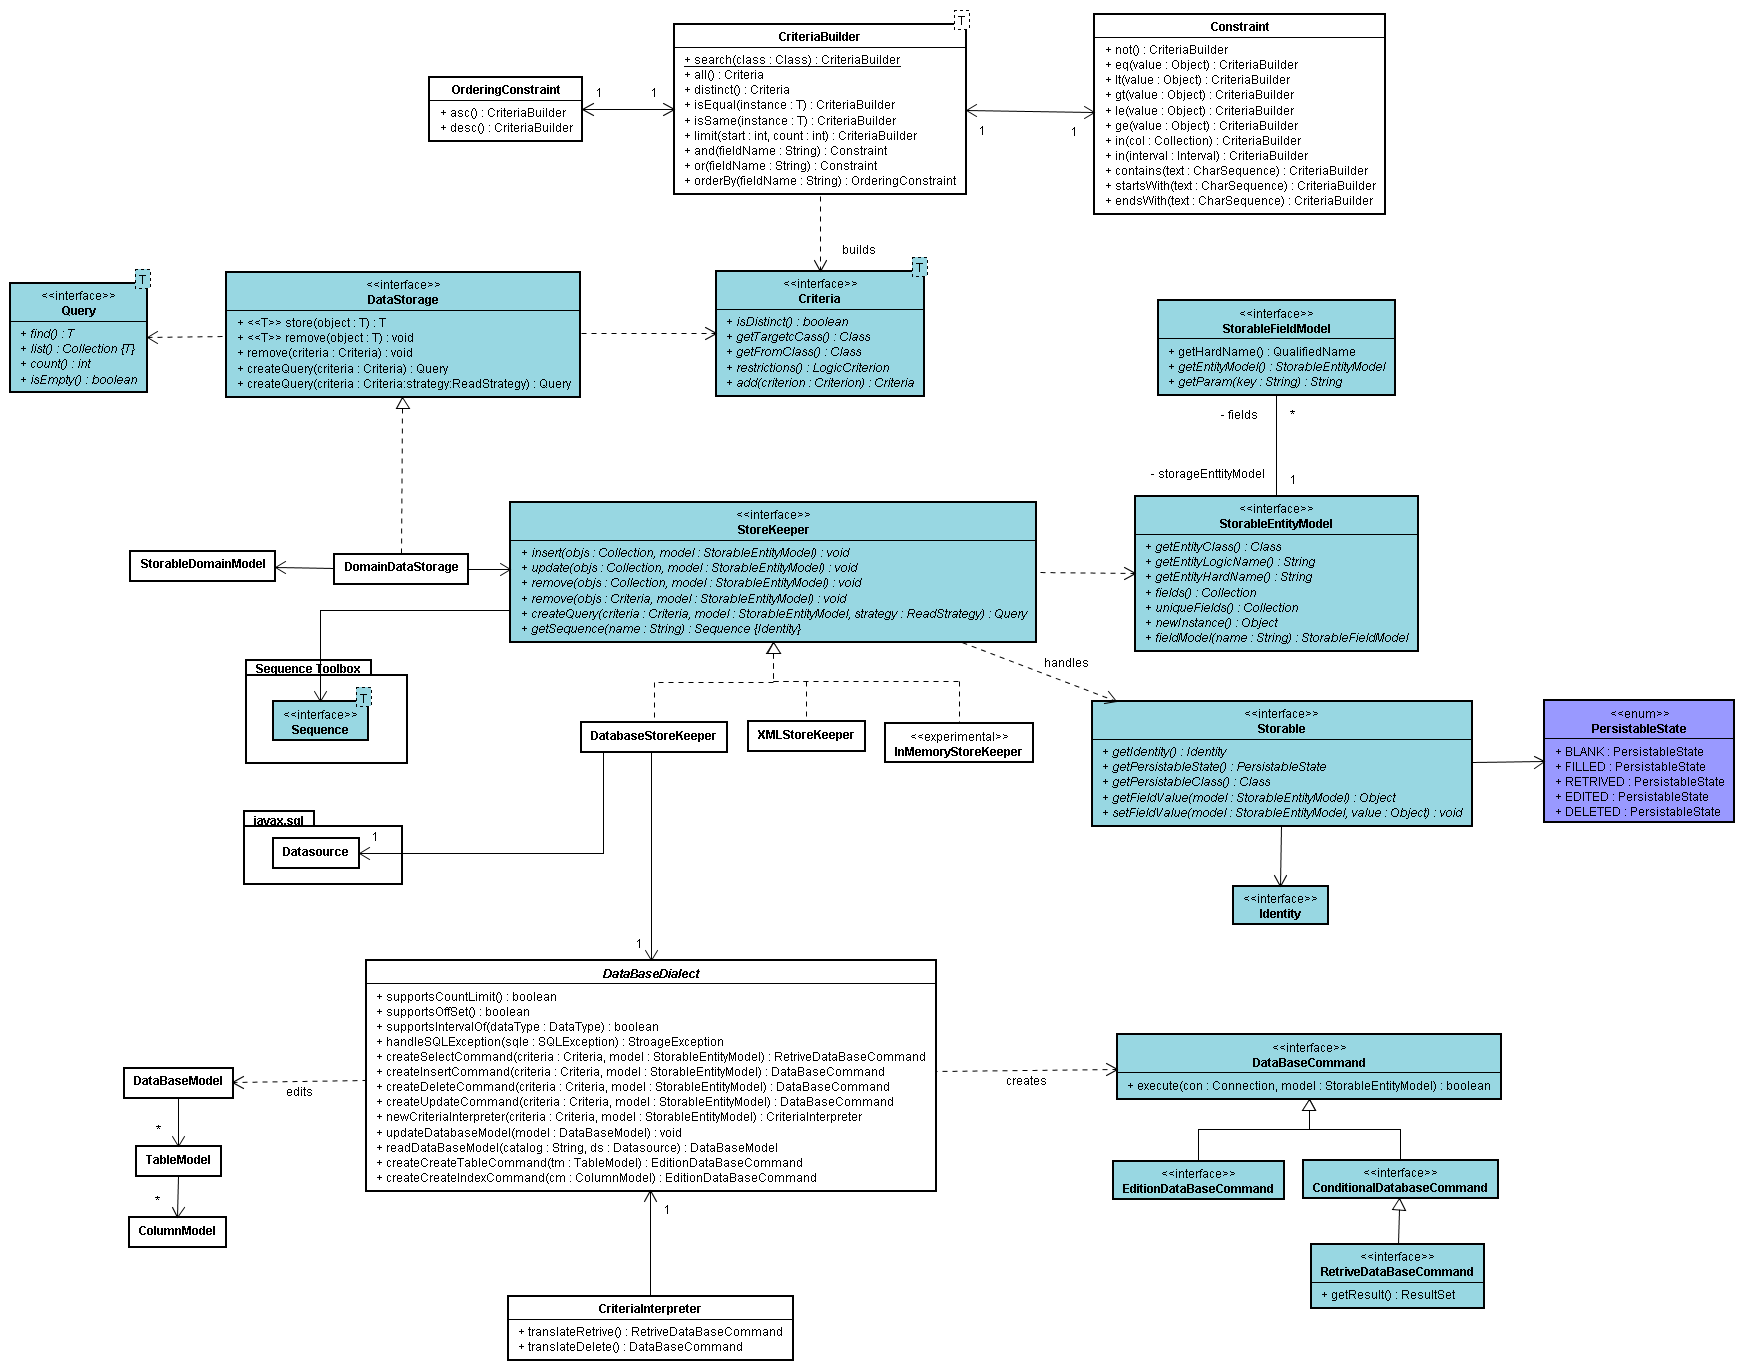 T
CriteriaBuilder
+ search(class : Class) : CriteriaBuilder
+ all() : Criteria
+ distinct() : Criteria
+ isEqual(instance : T) : CriteriaBuilder
+ isSame(instance : T) : CriteriaBuilder
+ limit(start : int, count : int) : CriteriaBuilder
+ and(fieldName : String) : Constraint
+ or(fieldName : String) : Constraint
+ orderBy(fieldName : String) : OrderingConstraint
Constraint
+ not() : CriteriaBuilder
+ eq(value : Object) : CriteriaBuilder
+ lt(value : Object) : CriteriaBuilder
+ gt(value : Object) : CriteriaBuilder
+ le(value : Object) : CriteriaBuilder
+ ge(value : Object) : CriteriaBuilder
+ in(col : Collection) : CriteriaBuilder
+ in(interval : Interval) : CriteriaBuilder
+ contains(text : CharSequence) : CriteriaBuilder
+ startsWith(text : CharSequence) : CriteriaBuilder
+ endsWith(text : CharSequence) : CriteriaBuilder
OrderingConstraint
+ asc() : CriteriaBuilder
+ desc() : CriteriaBuilder
1
1
1
1
builds
T
<<interface>>
Query
+ find() : T
+ list() : Collection {T}
+ count() : int
+ isEmpty() : boolean
<<interface>>
DataStorage
+ <<T>> store(object : T) : T
+ <<T>> remove(object : T) : void
+ remove(criteria : Criteria) : void
+ createQuery(criteria : Criteria) : Query
+ createQuery(criteria : Criteria:strategy:ReadStrategy) : Query
T
<<interface>>
Criteria
+ isDistinct() : boolean
+ getTargetcCass() : Class
+ getFromClass() : Class
+ restrictions() : LogicCriterion
+ add(criterion : Criterion) : Criteria
<<interface>>
StorableFieldModel
+ getHardName() : QualifiedName
+ getEntityModel() : StorableEntityModel
+ getParam(key : String) : String
- fields
*
- storageEnttityModel
1
<<interface>>
StorableEntityModel
+ getEntityClass() : Class
+ getEntityLogicName() : String
+ getEntityHardName() : String
+ fields() : Collection
+ uniqueFields() : Collection
+ newInstance() : Object
+ fieldModel(name : String) : StorableFieldModel
<<interface>>
StoreKeeper
+ insert(objs : Collection, model : StorableEntityModel) : void
+ update(objs : Collection, model : StorableEntityModel) : void
+ remove(objs : Collection, model : StorableEntityModel) : void
+ remove(objs : Criteria, model : StorableEntityModel) : void
+ createQuery(criteria : Criteria, model : StorableEntityModel, strategy : ReadStrategy) : Query
+ getSequence(name : String) : Sequence {Identity}
StorableDomainModel
DomainDataStorage
Sequence Toolbox
T
<<interface>>
Sequence
handles
DatabaseStoreKeeper
XMLStoreKeeper
<<experimental>>
InMemoryStoreKeeper
<<interface>>
Storable
+ getIdentity() : Identity
+ getPersistableState() : PersistableState
+ getPersistableClass() : Class
+ getFieldValue(model : StorableEntityModel) : Object
+ setFieldValue(model : StorableEntityModel, value : Object) : void
<<enum>>
PersistableState
+ BLANK : PersistableState
+ FILLED : PersistableState
+ RETRIVED : PersistableState
+ EDITED : PersistableState
+ DELETED : PersistableState
javax.sql
Datasource
1
<<interface>>
Identity
1
DataBaseDialect
+ supportsCountLimit() : boolean
+ supportsOffSet() : boolean
+ supportsIntervalOf(dataType : DataType) : boolean
+ handleSQLException(sqle : SQLException) : StroageException
+ createSelectCommand(criteria : Criteria, model : StorableEntityModel) : RetriveDataBaseCommand
+ createInsertCommand(criteria : Criteria, model : StorableEntityModel) : DataBaseCommand
+ createDeleteCommand(criteria : Criteria, model : StorableEntityModel) : DataBaseCommand
+ createUpdateCommand(criteria : Criteria, model : StorableEntityModel) : DataBaseCommand
+ newCriteriaInterpreter(criteria : Criteria, model : StorableEntityModel) : CriteriaInterpreter
+ updateDatabaseModel(model : DataBaseModel) : void
+ readDataBaseModel(catalog : String, ds : Datasource) : DataBaseModel
+ createCreateTableCommand(tm : TableModel) : EditionDataBaseCommand
+ createCreateIndexCommand(cm : ColumnModel) : EditionDataBaseCommand
DataBaseModel
edits
*
TableModel
*
ColumnModel
creates
<<interface>>
DataBaseCommand
+ execute(con : Connection, model : StorableEntityModel) : boolean
<<interface>>
EditionDataBaseCommand
<<interface>>
ConditionalDatabaseCommand
<<interface>>
RetriveDataBaseCommand
+ getResult() : ResultSet
1
CriteriaInterpreter
+ translateRetrive() : RetriveDataBaseCommand
+ translateDelete() : DataBaseCommand